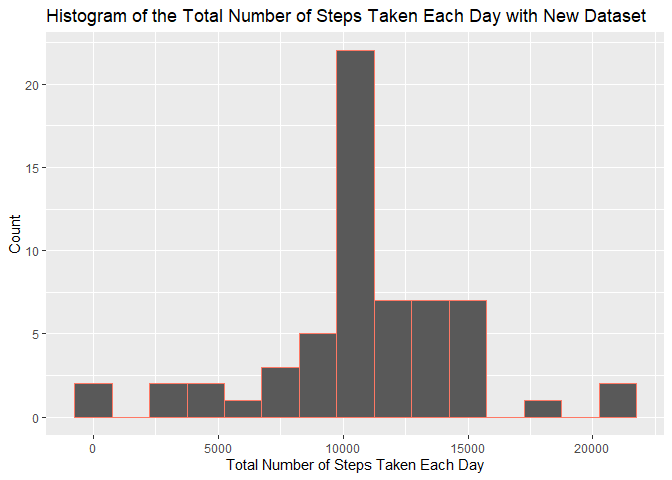 Histogram of the Total Number of Steps Taken Each Day with New Dataset
Count
20
15
10
5
0
0 5000 10000 15000 20000
Total Number of Steps Taken Each Day